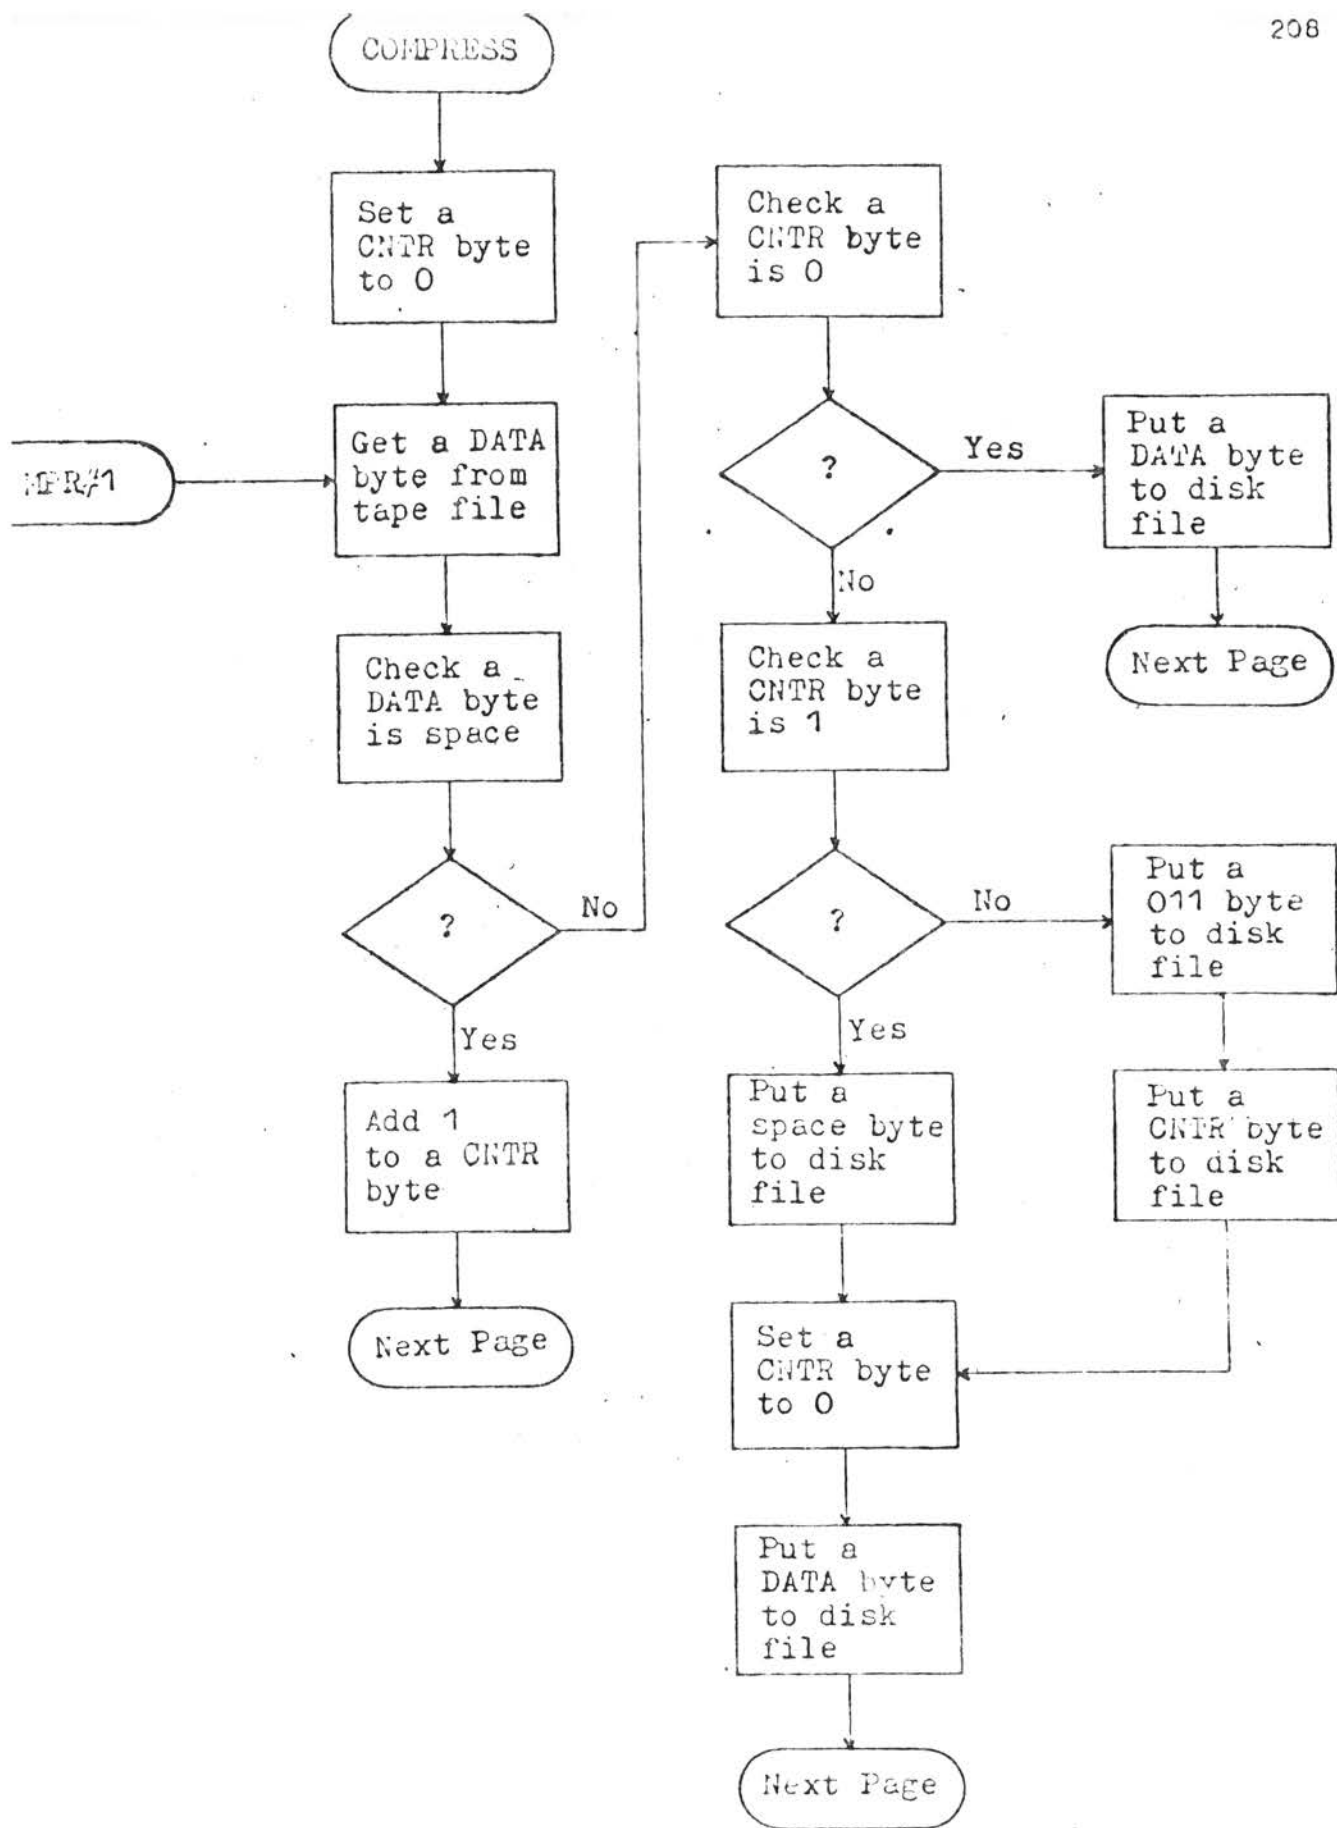 208
COMPRESS
Set a
CNTR byte
to 0
MPR#1
Get a DATA
byte from
tape file
Check a
DATA byte
is space
?
No
Yes
Add 1
to a CNTR
byte
Next Page
Check a
CNTR byte
is 0
?
Yes
Put a
DATA byte
to disk
file
Next Page
No
Check a
CNTR byte
is 1
?
No
Put a
011 byte
to disk
file
Put a
CNTR byte
to disk
file
Yes
Put a
space byte
to disk
file
Set a
CNTR byte
to 0
Put a
DATA byte
to disk
file
Next Page